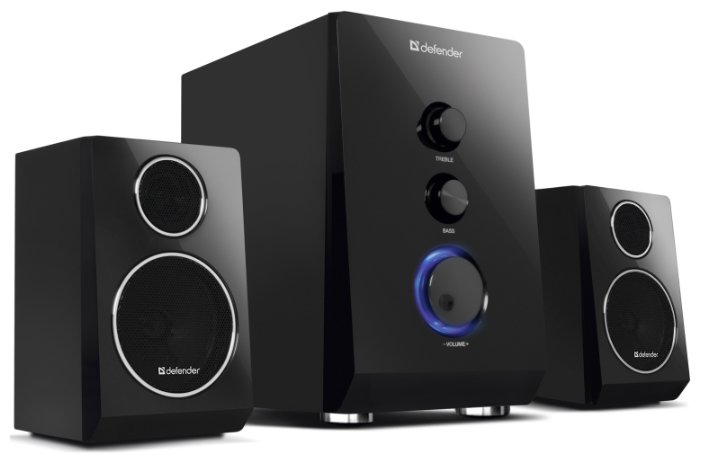 defender
TREBLE
BASS
- VOLUME +
defender
defender